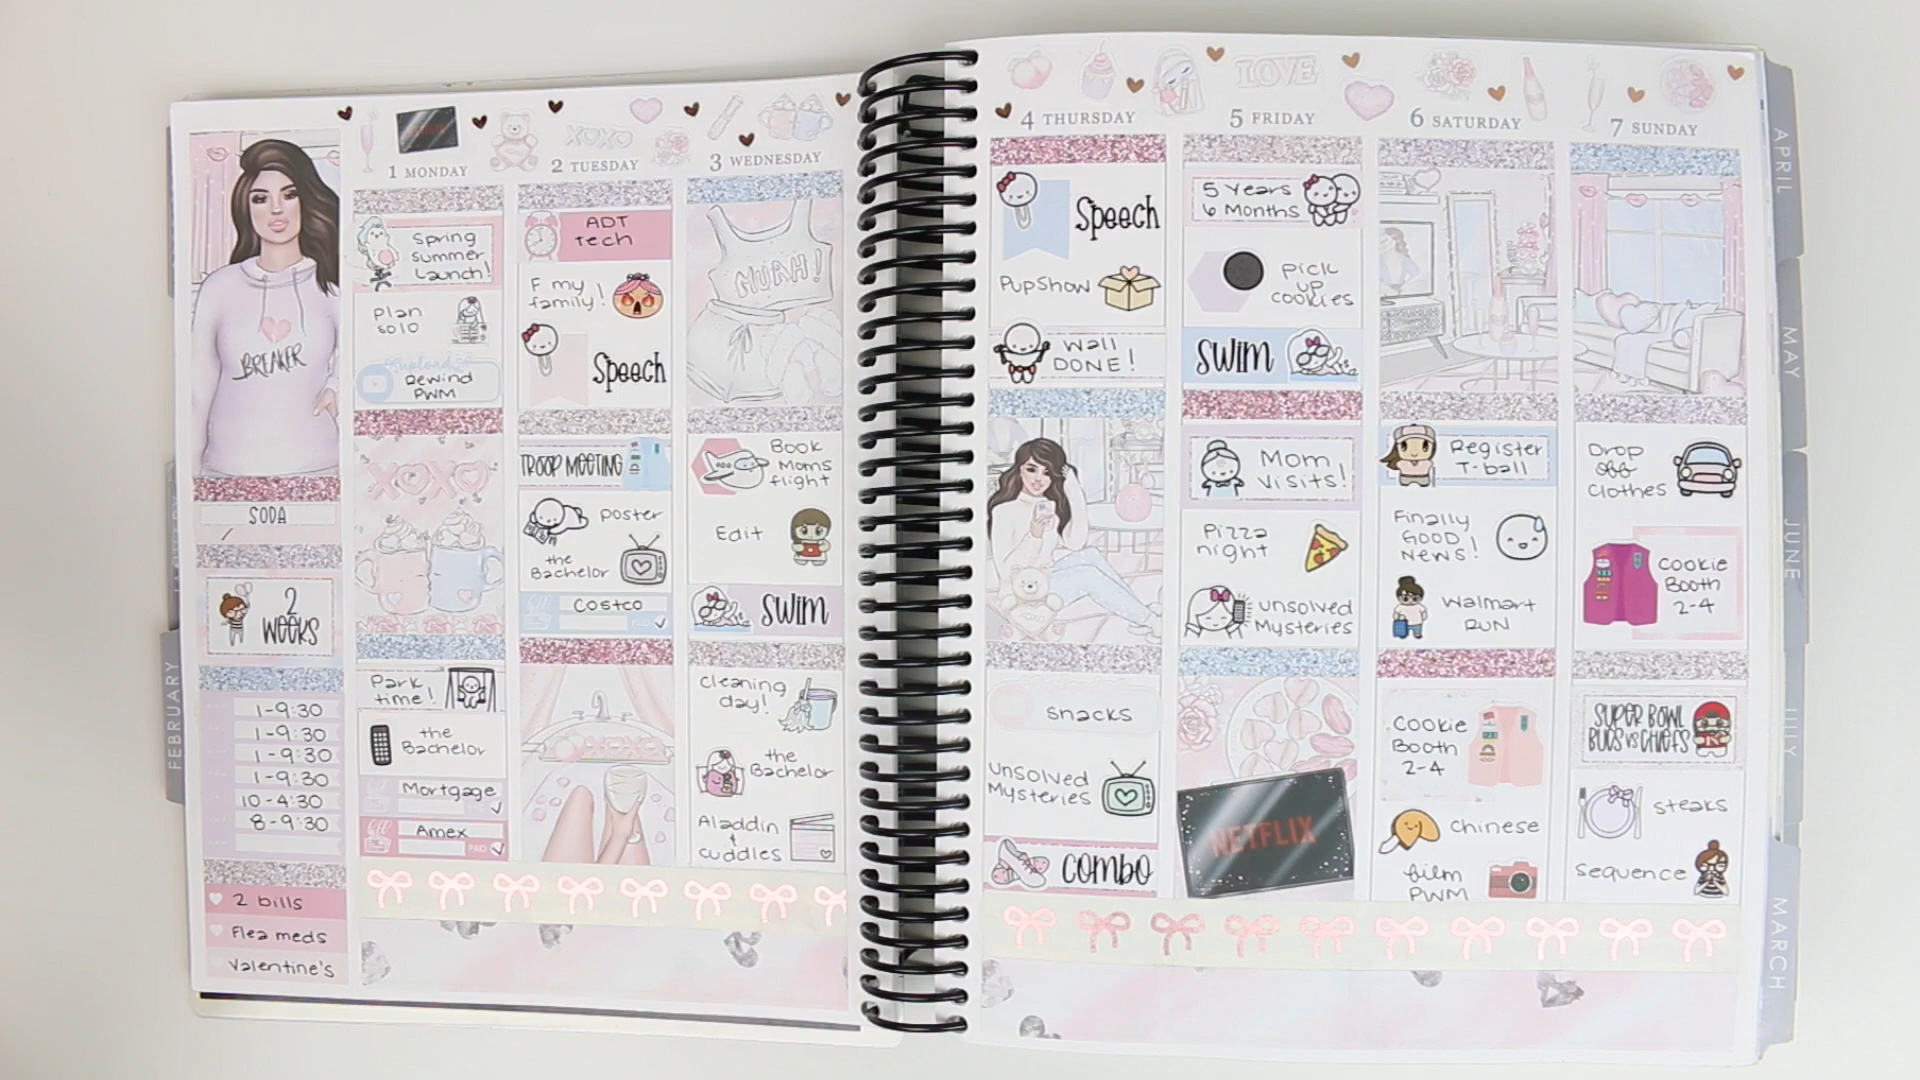 BREAKER
SODA
2
WEEKS
1-9:30
1-9:30
1-9:30
1-9:30
10-4:30
8-9:30
2 bills
Flea meds
Valentine's
FEBRUARY
1 MONDAY
Spring
summer
Launch!
Plan
solo
upload
Rewind
PWM
XOXO
Park
time!
the
Bachelor
Mortgage
Amex
PAID
XOXO
2 TUESDAY
ADT
tech
F my
family!
Speech
TROOP MEETING
Poster
the
Bachelor
Costco
PAID
XOXO
3 WEDNESDAY
MUAH!
Book
Moms
flight
Edit
SWIM
Cleaning
day!
the
Bachelor
Aladdin
+
cuddles
4 THURSDAY
Speech
PupShow
Wall
DONE!
Snacks
Unsolved
Mysteries
COMBO
LOVE
5 FRIDAY
5 Years
6 Months
Pick
up
cookies
SWIM
Mom
Visits!
Pizza
night
Unsolved
Mysteries
NETFLIX
6 SATURDAY
Register
T-ball
Finally
GOOD
News!
Walmart
RUN
Cookie
Booth
2-4
Chinese
film
PWM
7 SUNDAY
Drop
off
Clothes
Cookie
Booth
2-4
SUPER BOWL
BUCS VS CHIEFS
Steaks
Sequence
APRIL
MAY
JUNE
JULY
MARCH